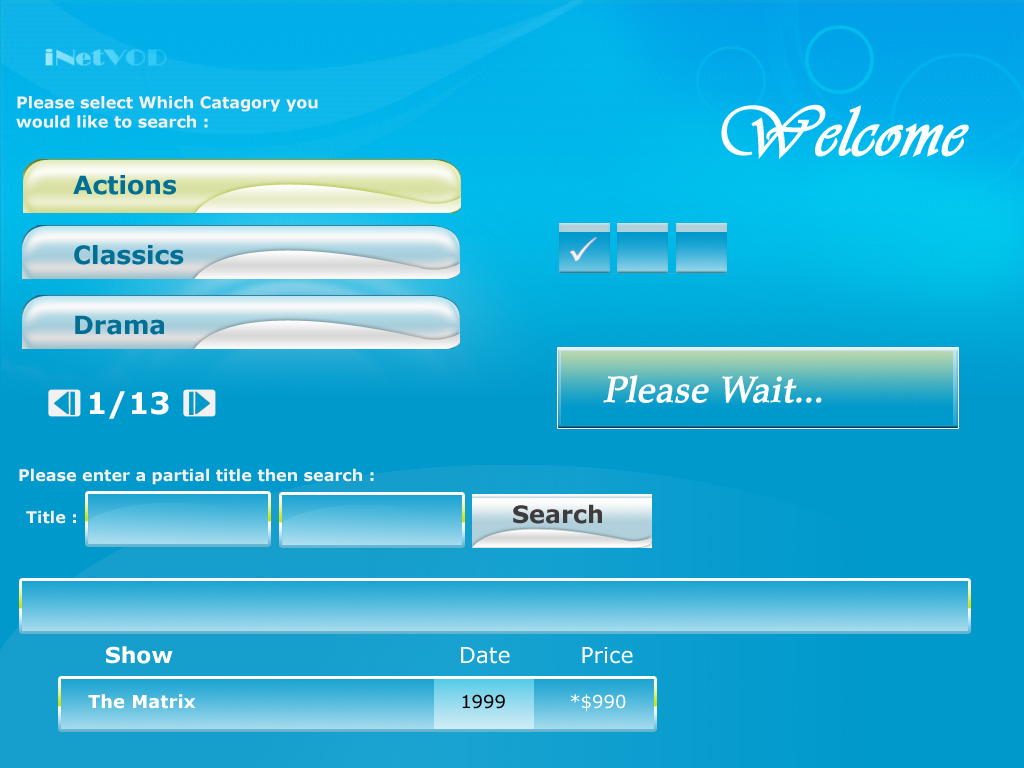 iNetVOD
Please select Which Catagory you
would like to search :
Welcome
Actions
Classics
Drama
1/13
Please Wait...
Please enter a partial title then search :
Title :
Search
Show Date Price
The Matrix 1999 *$990